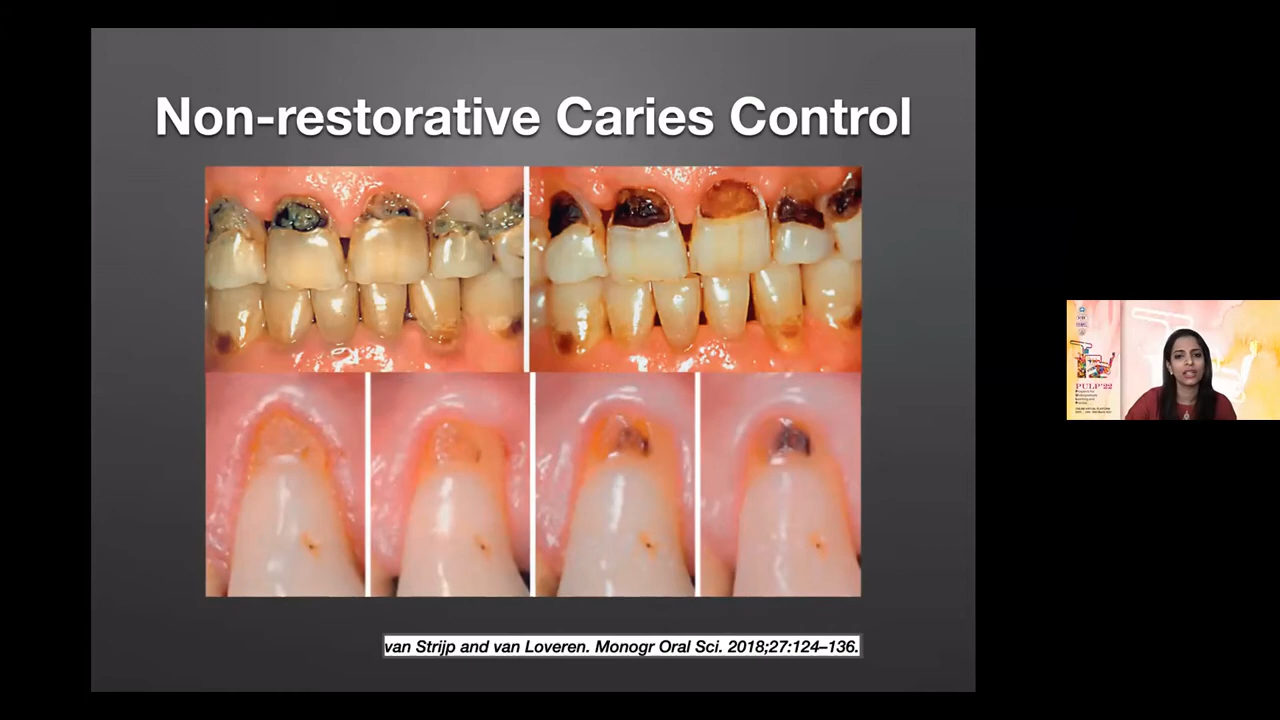 Non-restorative Caries Control
van Strijp and van Loveren. Monogr Oral Sci. 2018;27:124–136.
PULP'22